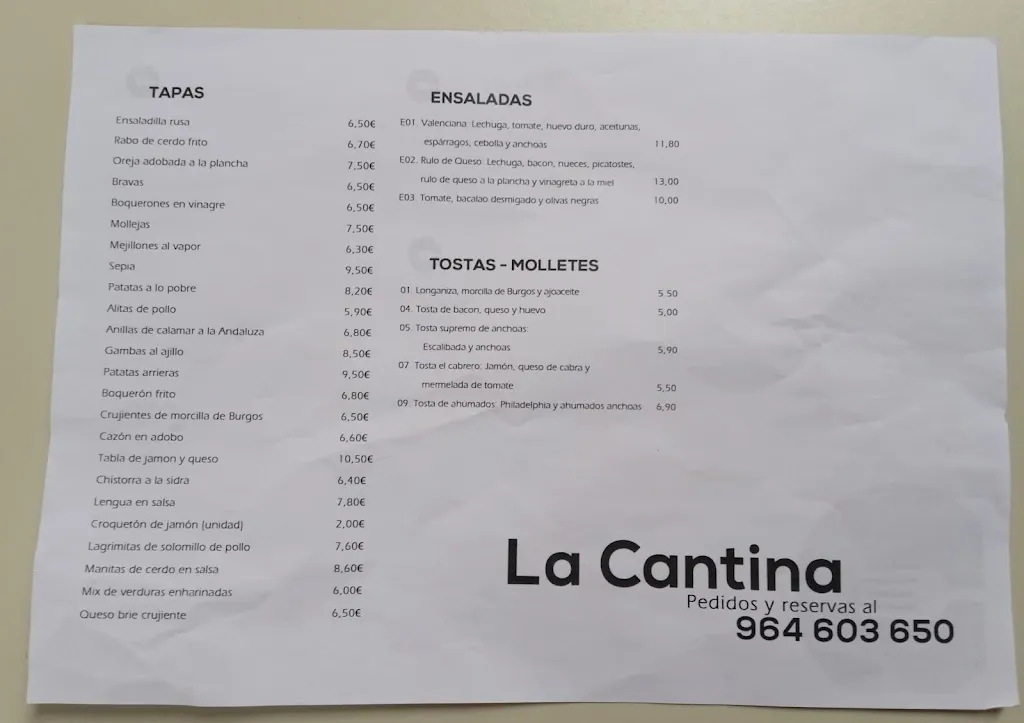 TAPAS
Ensaladilla rusa 6,50€
Rabo de cerdo frito 6,70€
Oreja adobada a la plancha 7,50€
Bravas 6,50€
Boquerones en vinagre 6,50€
Mollejas 7,50€
Mejillones al vapor 6,30€
Sepia 9,50€
Patatas a lo pobre 8,20€
Alitas de pollo 5,90€
Anillas de calamar a la Andaluza 6,80€
Gambas al ajillo 8,50€
Patatas arrieras 9,50€
Boquerón frito 6,80€
Crujientes de morcilla de Burgos 6,50€
Cazón en adobo 6,60€
Tabla de jamon y queso 10,50€
Chistorra a la sidra 6,40€
Lengua en salsa 7,80€
Croquetón de jamón (unidad) 2,00€
Lagrimitas de solomillo de pollo 7,60€
Manitas de cerdo en salsa 8,60€
Mix de verduras enharinadas 6,00€
Queso brie crujiente 6,50€
ENSALADAS
E01. Valenciana: Lechuga, tomate, huevo duro, aceitunas,
espárragos, cebolla y anchoas 11,80
E02. Rulo de Queso: Lechuga, bacon, nueces, picatostes,
rulo de queso a la plancha y vinagreta a la miel 13,00
E03. Tomate, bacalao desmigado y olivas negras 10,00
TOSTAS - MOLLETES
01. Longaniza, morcilla de Burgos y ajoaceite 5,50
04. Tosta de bacon, queso y huevo 5,00
05. Tosta supremo de anchoas:
Escalibada y anchoas 5,90
07. Tosta el cabrero: Jamón, queso de cabra y
mermelada de tomate 5,50
09. Tosta de ahumados: Philadelphia y ahumados anchoas 6,90
La Cantina
Pedidos y reservas al
964 603 650